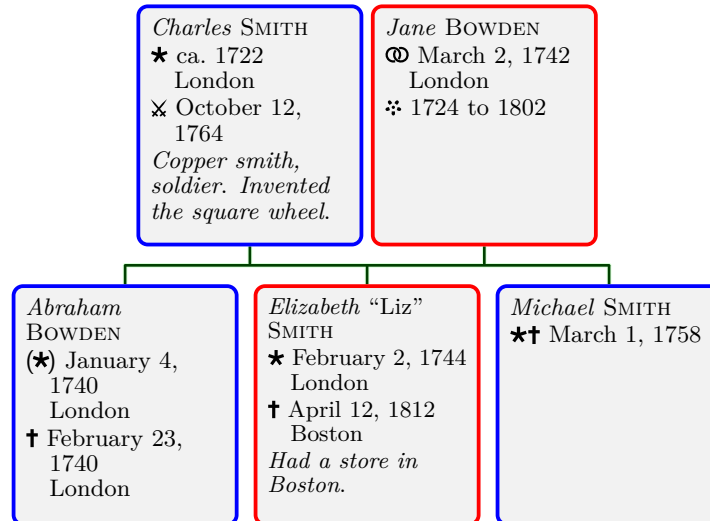 Charles SMITH
* ca. 1722
London
⚔ October 12,
1764
Copper smith,
soldier. Invented
the square wheel.
Jane BOWDEN
⚭ March 2, 1742
London
⁘ 1724 to 1802
Abraham
BOWDEN
(*) January 4,
1740
London
† February 23,
1740
London
Elizabeth “Liz”
SMITH
* February 2, 1744
London
† April 12, 1812
Boston
Had a store in
Boston.
Michael SMITH
*† March 1, 1758